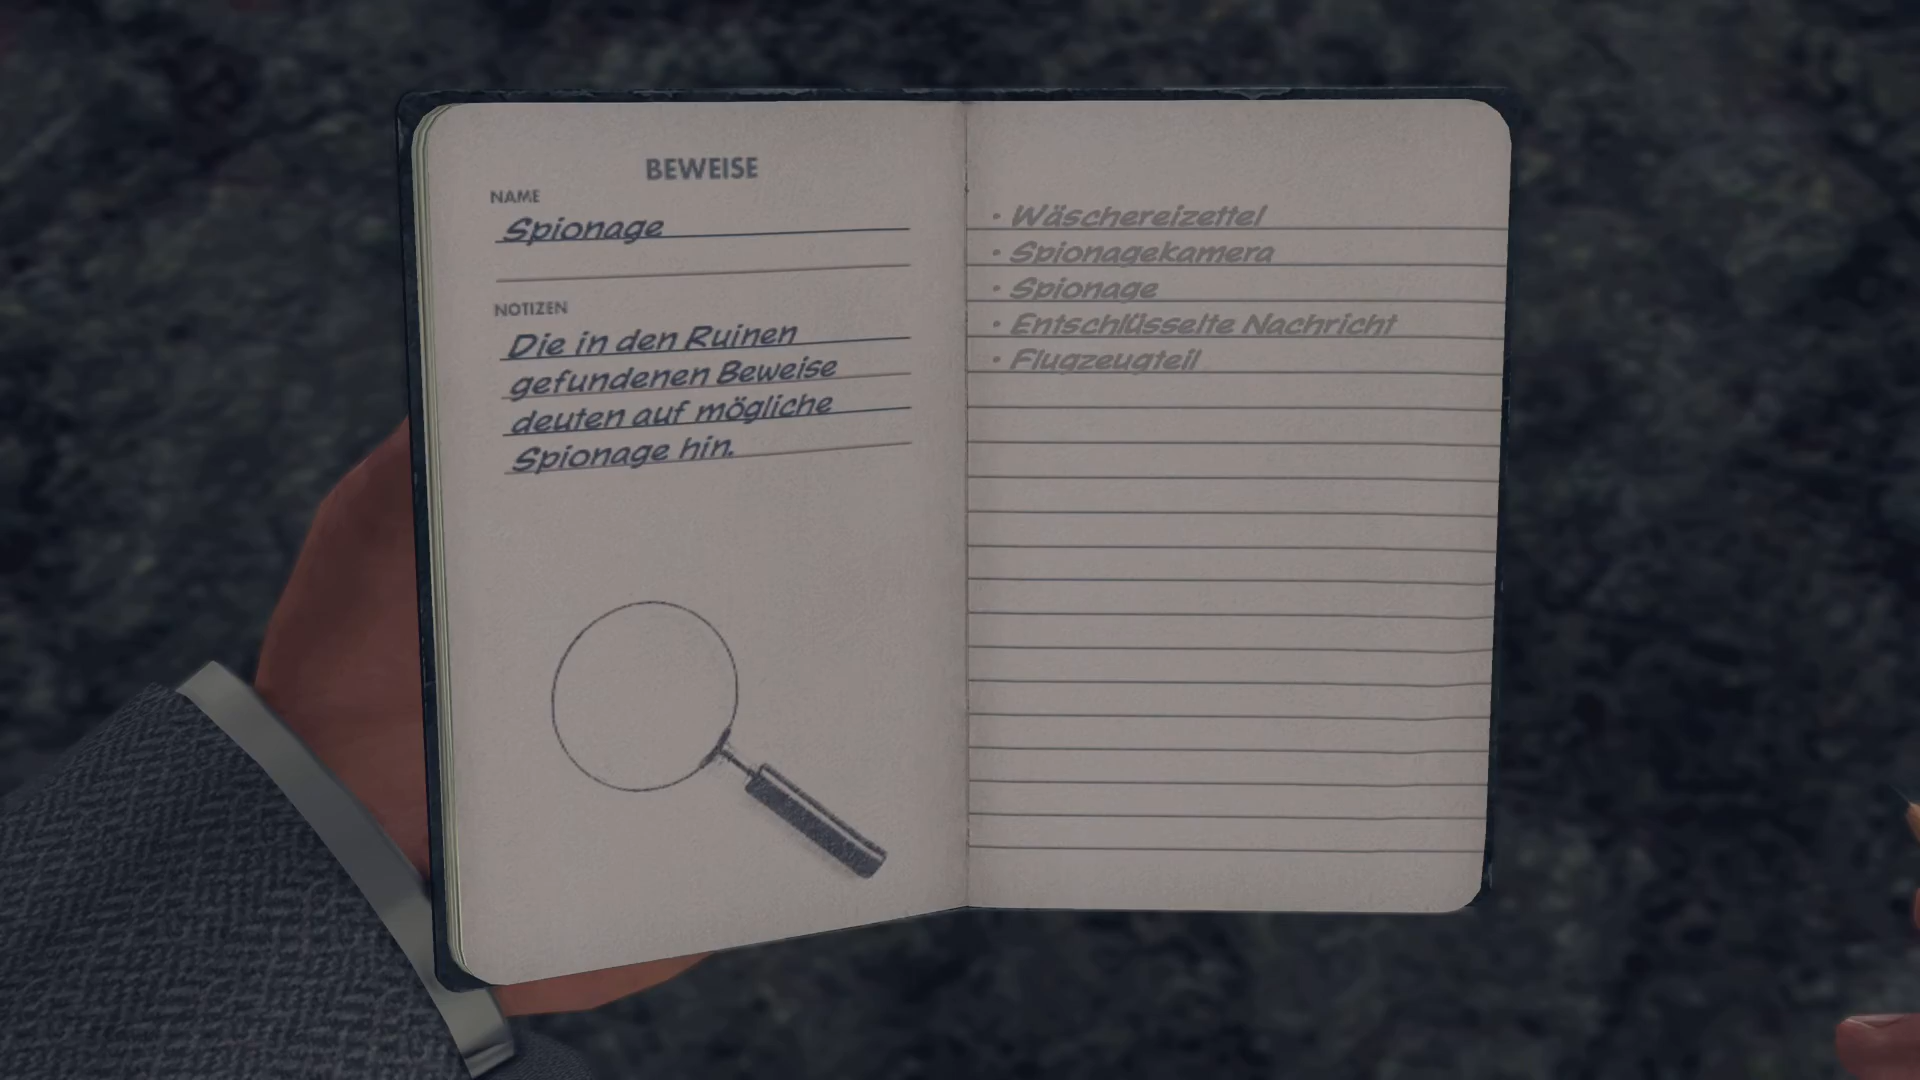 BEWEISE
NAME
Spionage
NOTIZEN
Die in den Ruinen
gefundenen Beweise
deuten auf mögliche
Spionage hin.
• Wäschereizettel
• Spionagekamera
• Spionage
• Entschlüsselte Nachricht
• Flugzeugteil